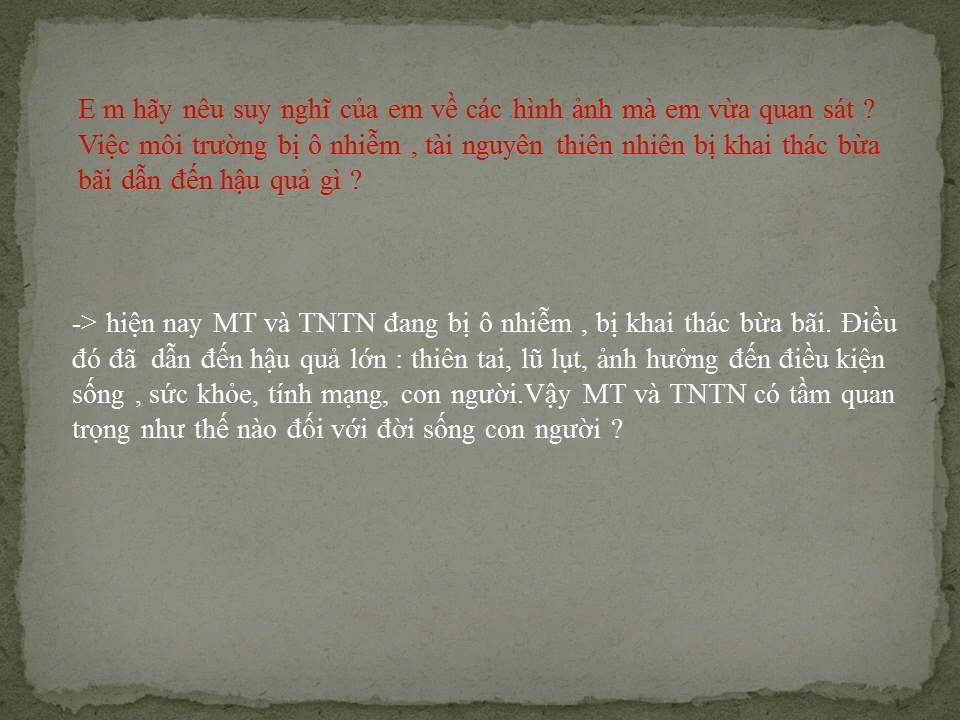 E m hãy nêu suy nghĩ của em về các hình ảnh mà em vừa quan sát ?
Việc môi trường bị ô nhiễm , tài nguyên thiên nhiên bị khai thác bừa
bãi dẫn đến hậu quả gì ?
-> hiện nay MT và TNTN đang bị ô nhiễm , bị khai thác bừa bãi. Điều
đó đã dẫn đến hậu quả lớn : thiên tai, lũ lụt, ảnh hưởng đến điều kiện
sống , sức khỏe, tính mạng, con người.Vậy MT và TNTN có tầm quan
trọng như thế nào đối với đời sống con người ?